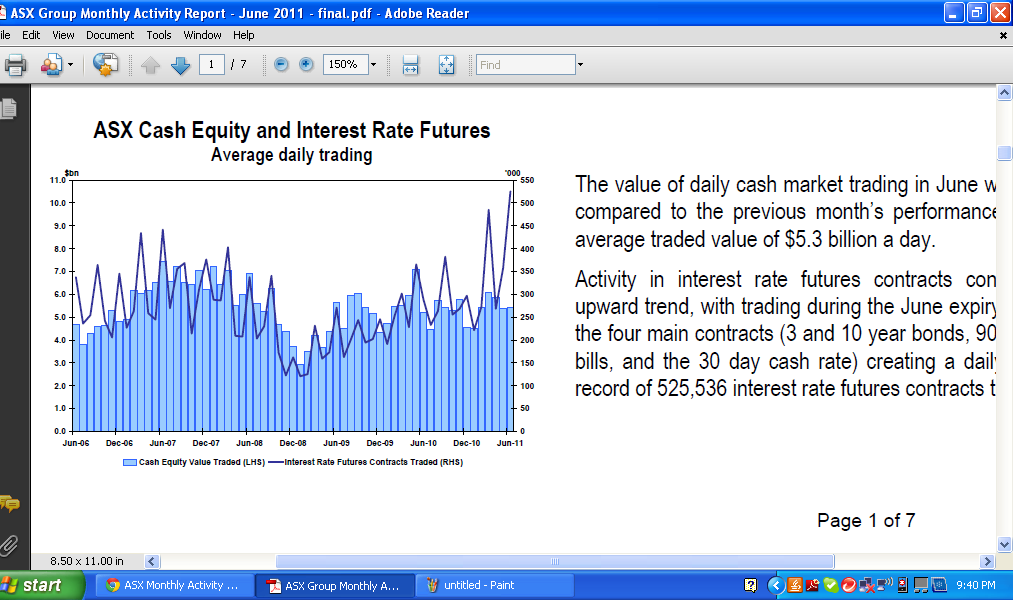 ASX Group Monthly Activity Report - June 2011 - final.pdf - Adobe Reader
ile Edit View Document Tools Window Help
1 / 7 150% Find
ASX Cash Equity and Interest Rate Futures
Average daily trading
$bn '000
11.0 550
10.0 500
9.0 450
8.0 400
7.0 350
6.0 300
5.0 250
4.0 200
3.0 150
2.0 100
1.0 50
0.0 0
Jun-06 Dec-06 Jun-07 Dec-07 Jun-08 Dec-08 Jun-09 Dec-09 Jun-10 Dec-10 Jun-11
Cash Equity Value Traded (LHS) Interest Rate Futures Contracts Traded (RHS)
The value of daily cash market trading in June w
compared to the previous month's performance
average traded value of $5.3 billion a day.
Activity in interest rate futures contracts con
upward trend, with trading during the June expiry
the four main contracts (3 and 10 year bonds, 90
bills, and the 30 day cash rate) creating a dail
record of 525,536 interest rate futures contracts t
Page 1 of 7
8.50 x 11.00 in
start ASX Monthly Activity ... ASX Group Monthly A... untitled - Paint 9:40 PM